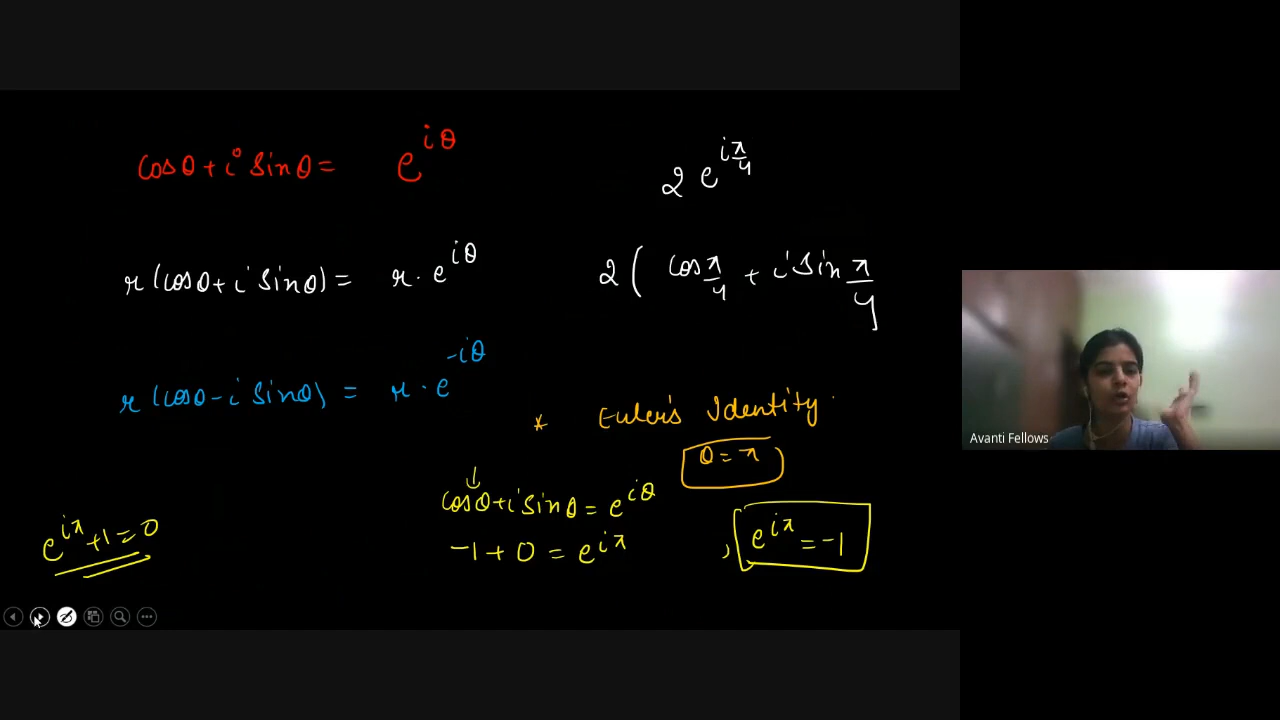 cosθ + i sinθ = e^{iθ}
r(cosθ + i sinθ) = r · e^{iθ}
r(cosθ - i sinθ) = r · e^{-iθ}
2 e^{iπ/4}
2 ( cos π/4 + i sin π/4
* Euler's Identity
θ = π
cosθ + i sinθ = e^{iθ}
-1 + 0 = e^{iπ} , e^{iπ} = -1
e^{iπ} + 1 = 0
Avanti Fellows